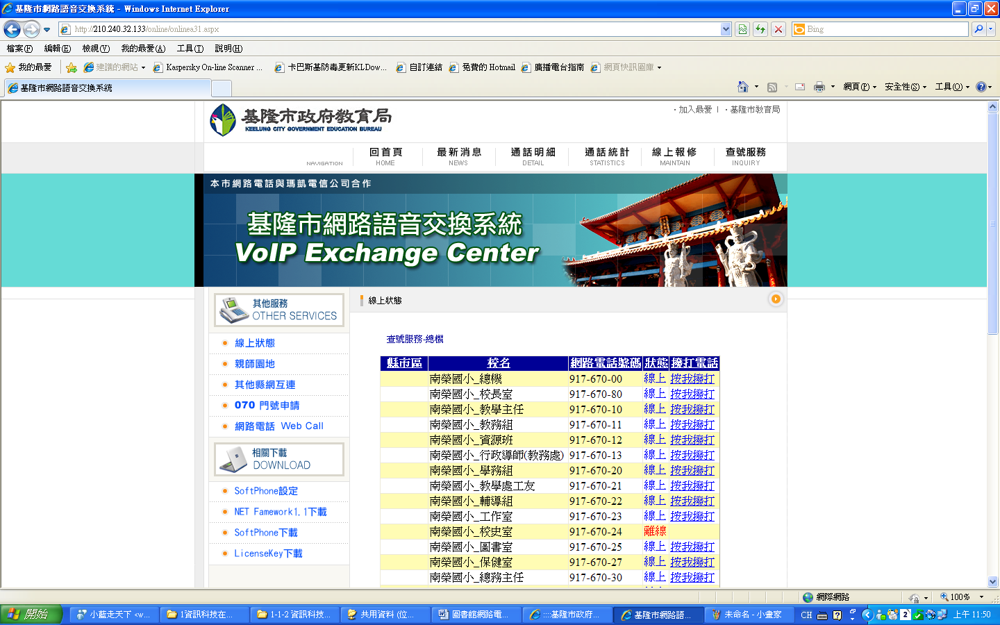 基隆市網路語音交換系統 - Windows Internet Explorer
http://210.240.32.133/online/onlinea31.aspx
Bing
檔案(F) 編輯(E) 檢視(V) 我的最愛(A) 工具(T) 說明(H)
我的最愛 建議的網站 Kaspersky On-line Scanner ... 卡巴斯基防毒更新KLDow... 自訂連結 免費的 Hotmail 廣播電台指南 網頁快訊圖庫
基隆市網路語音交換系統
網頁(P) 安全性(S) 工具(O)
基隆市政府教育局
KEELUNG CITY GOVERNMENT EDUCATION BUREAU
·加入最愛 | ·基隆市教育局
回首頁 最新消息 通話明細 通話統計 線上報修 查號服務
NAVIGATION HOME NEWS DETAIL STATISTICS MAINTAIN INQUIRY
本市網路電話與瑪凱電信公司合作
基隆市網路語音交換系統
VoIP Exchange Center
其他服務
OTHER SERVICES
線上狀態
親師園地
其他縣網互連
070 門號申請
網路電話 Web Call
相關下載
DOWNLOAD
SoftPhone設定
NET Famework1.1下載
SoftPhone下載
LicenseKey下載
線上狀態
查號服務-總機
縣市區 校名 網路電話號碼 狀態 撥打電話
南榮國小_總機 917-670-00 線上 按我撥打
南榮國小_校長室 917-670-80 線上 按我撥打
南榮國小_教學主任 917-670-10 線上 按我撥打
南榮國小_教務組 917-670-11 線上 按我撥打
南榮國小_資源班 917-670-12 線上 按我撥打
南榮國小_行政導師(教務處) 917-670-13 線上 按我撥打
南榮國小_學務組 917-670-20 線上 按我撥打
南榮國小_教學處工友 917-670-21 線上 按我撥打
南榮國小_輔導組 917-670-22 線上 按我撥打
南榮國小_工作室 917-670-23 線上 按我撥打
南榮國小_校史室 917-670-24 離線
南榮國小_圖書室 917-670-25 線上 按我撥打
南榮國小_保健室 917-670-27 線上 按我撥打
南榮國小_總務主任 917-670-30 線上 按我撥打
網際網路 100%
開始 小藍走天下 <w... 1資訊科技在... 1-1-2 資訊科技... 共用資料 (位... 圖書館網路電... ::::基隆市政府... 基隆市網路語... 未命名 - 小畫家 CH 2 上午 11:50